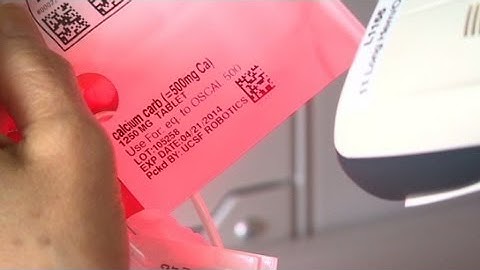 calcium carb (=500mg Ca)
1250 MG TABLET
Use For: eq. to OSCAL 500
LOT:105258
EXP DATE:04/21/2014
Pckd BY: UCSF ROBOTICS